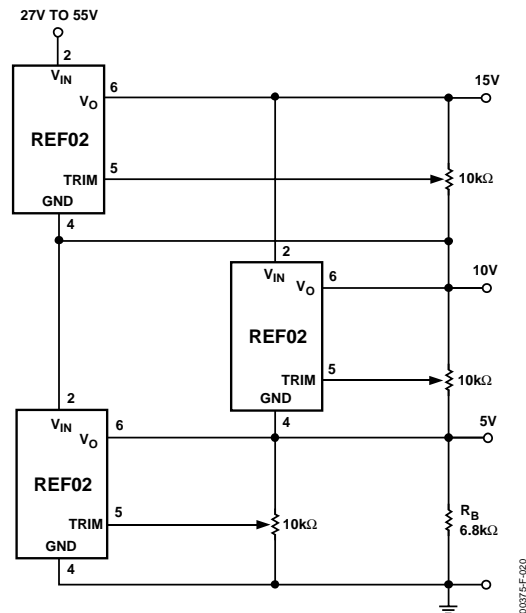 27V TO 55V
2
VIN
VO
6
15V
REF02
TRIM
5
10kΩ
GND
4
2
VIN
VO
6
10V
REF02
TRIM
5
10kΩ
GND
4
2
VIN
VO
6
5V
REF02
TRIM
5
10kΩ
RB
6.8kΩ
GND
4
00375-F-020